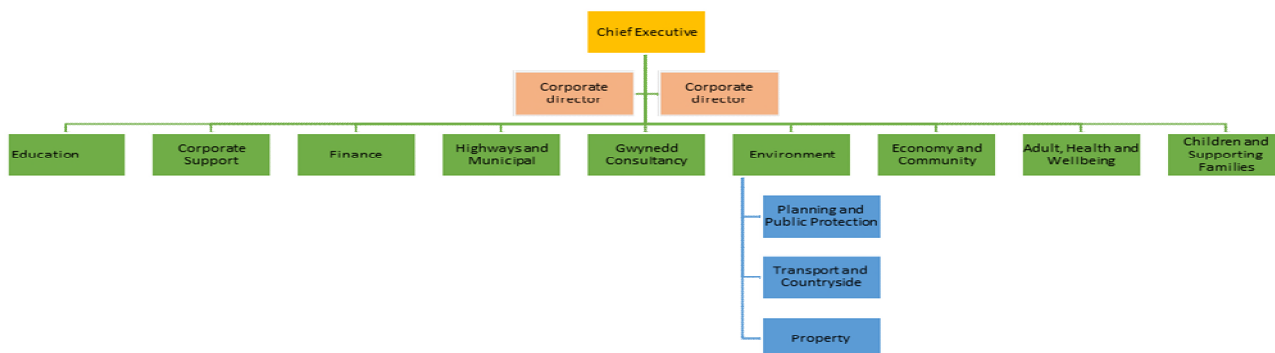 Chief Executive
Corporate
director
Corporate
director
Education
Corporate
Support
Finance
Highways and
Municipal
Gwynedd
Consultancy
Environment
Economy and
Community
Adult, Health and
Wellbeing
Children and
Supporting
Families
Planning and
Public Protection
Transport and
Countryside
Property